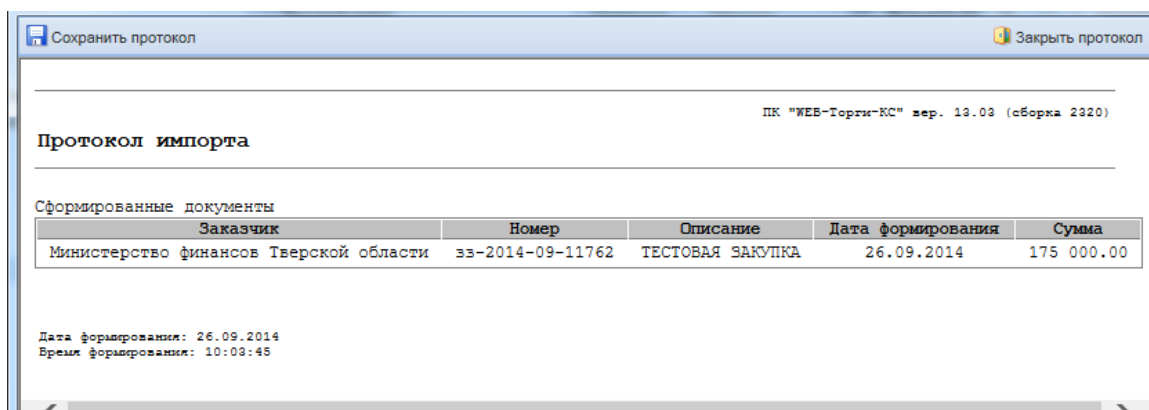 Сохранить протокол Закрыть протокол
ПК "WEB-Торги-КС" вер. 13.03 (сборка 2320)
Протокол импорта
Сформированные документы
Заказчик Номер Описание Дата формирования Сумма
Министерство финансов Тверской области зз-2014-09-11762 ТЕСТОВАЯ ЗАКУПКА 26.09.2014 175 000.00
Дата формирования: 26.09.2014
Время формирования: 10:03:45